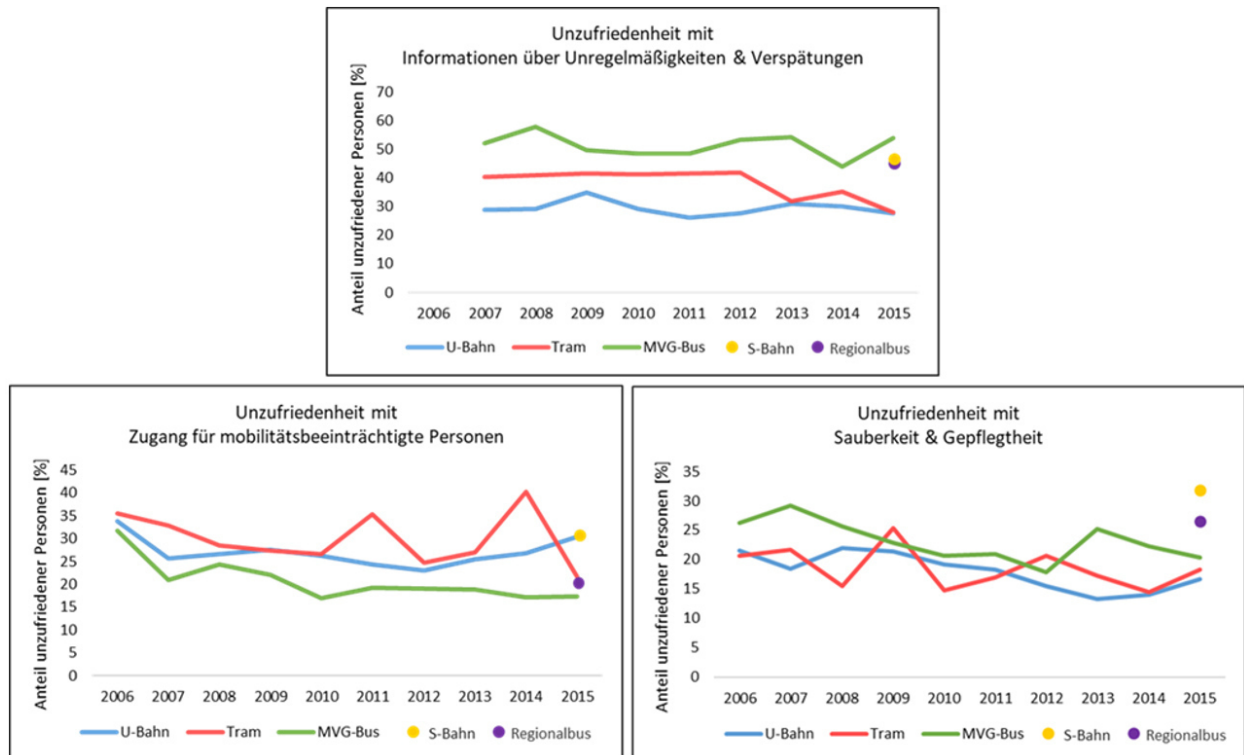 Unzufriedenheit mit
Informationen über Unregelmäßigkeiten & Verspätungen
Anteil unzufriedener Personen [%]
70
60
50
40
30
20
10
0
2006 2007 2008 2009 2010 2011 2012 2013 2014 2015
U-Bahn Tram MVG-Bus S-Bahn Regionalbus
Unzufriedenheit mit
Zugang für mobilitätsbeeinträchtigte Personen
Anteil unzufriedener Personen [%]
45
40
35
30
25
20
15
10
5
0
2006 2007 2008 2009 2010 2011 2012 2013 2014 2015
U-Bahn Tram MVG-Bus S-Bahn Regionalbus
Unzufriedenheit mit
Sauberkeit & Gepflegtheit
Anteil unzufriedener Personen [%]
35
30
25
20
15
10
5
0
2006 2007 2008 2009 2010 2011 2012 2013 2014 2015
U-Bahn Tram MVG-Bus S-Bahn Regionalbus